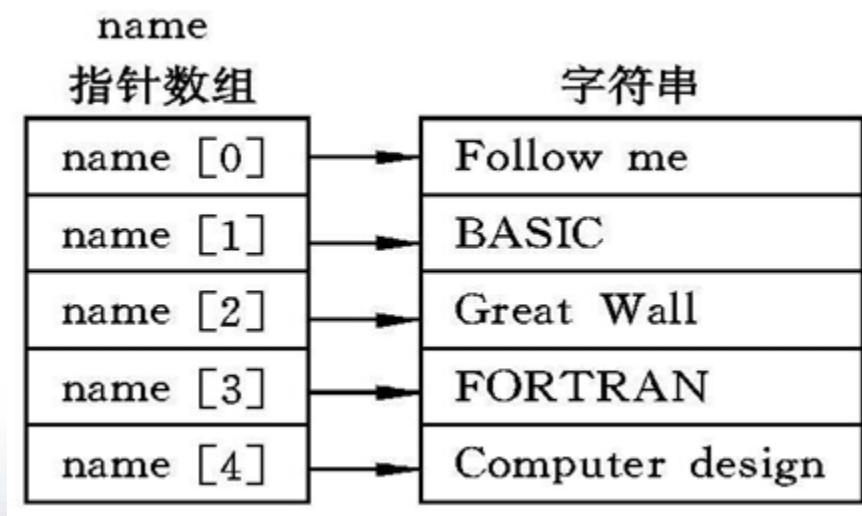 name
指针数组 字符串
name [0] Follow me
name [1] BASIC
name [2] Great Wall
name [3] FORTRAN
name [4] Computer design